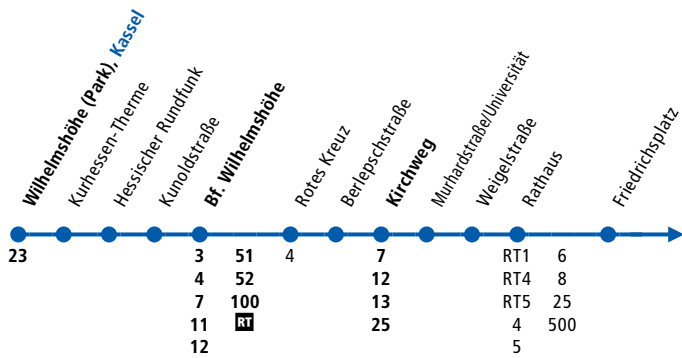 Wilhelmshöhe (Park), Kassel
Kurhessen-Therme
Hessischer Rundfunk
Kunoldstraße
Bf. Wilhelmshöhe
Rotes Kreuz
Berlepschstraße
Kirchweg
Murhardstraße/Universität
Weigelstraße
Rathaus
Friedrichsplatz
23 3 51 4 7 RT1 6
4 52 12 RT4 8
7 100 13 RT5 25
11 RT 25 4 500
12 5